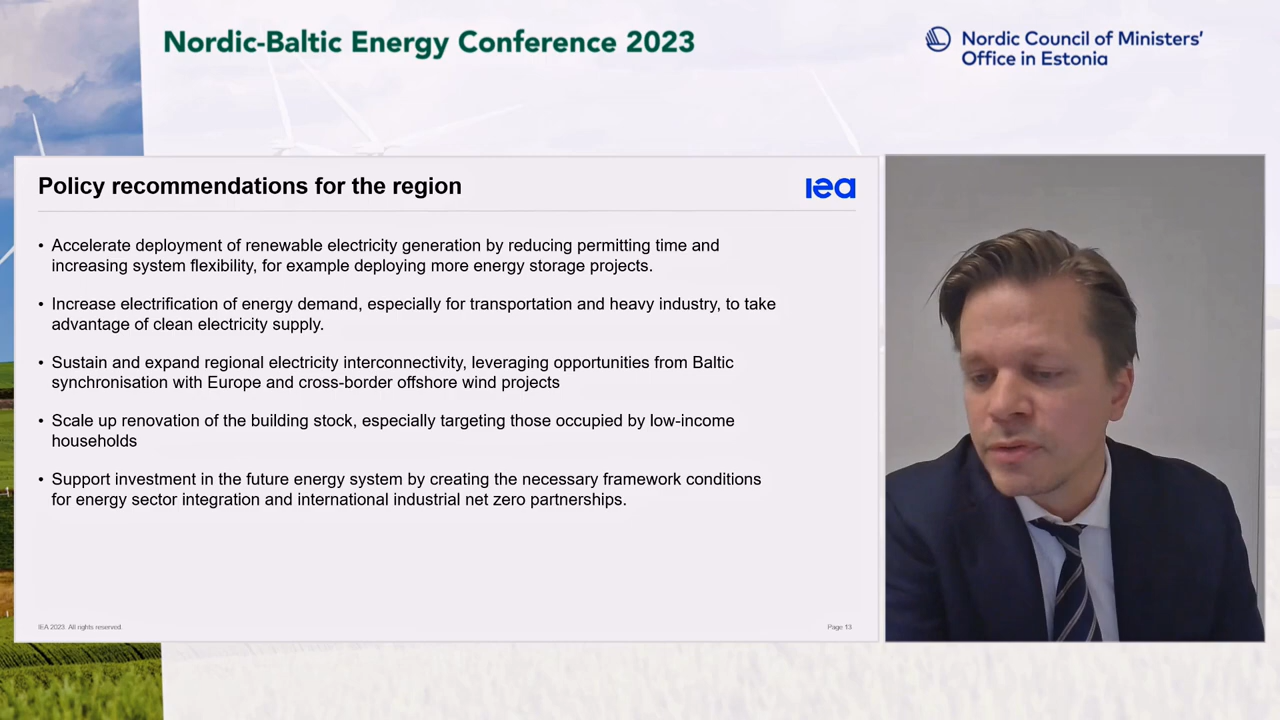 Nordic-Baltic Energy Conference 2023
Nordic Council of Ministers'
Office in Estonia
Policy recommendations for the region
iea
• Accelerate deployment of renewable electricity generation by reducing permitting time and
increasing system flexibility, for example deploying more energy storage projects.
• Increase electrification of energy demand, especially for transportation and heavy industry, to take
advantage of clean electricity supply.
• Sustain and expand regional electricity interconnectivity, leveraging opportunities from Baltic
synchronisation with Europe and cross-border offshore wind projects
• Scale up renovation of the building stock, especially targeting those occupied by low-income
households
• Support investment in the future energy system by creating the necessary framework conditions
for energy sector integration and international industrial net zero partnerships.
IEA 2023. All rights reserved.
Page 13